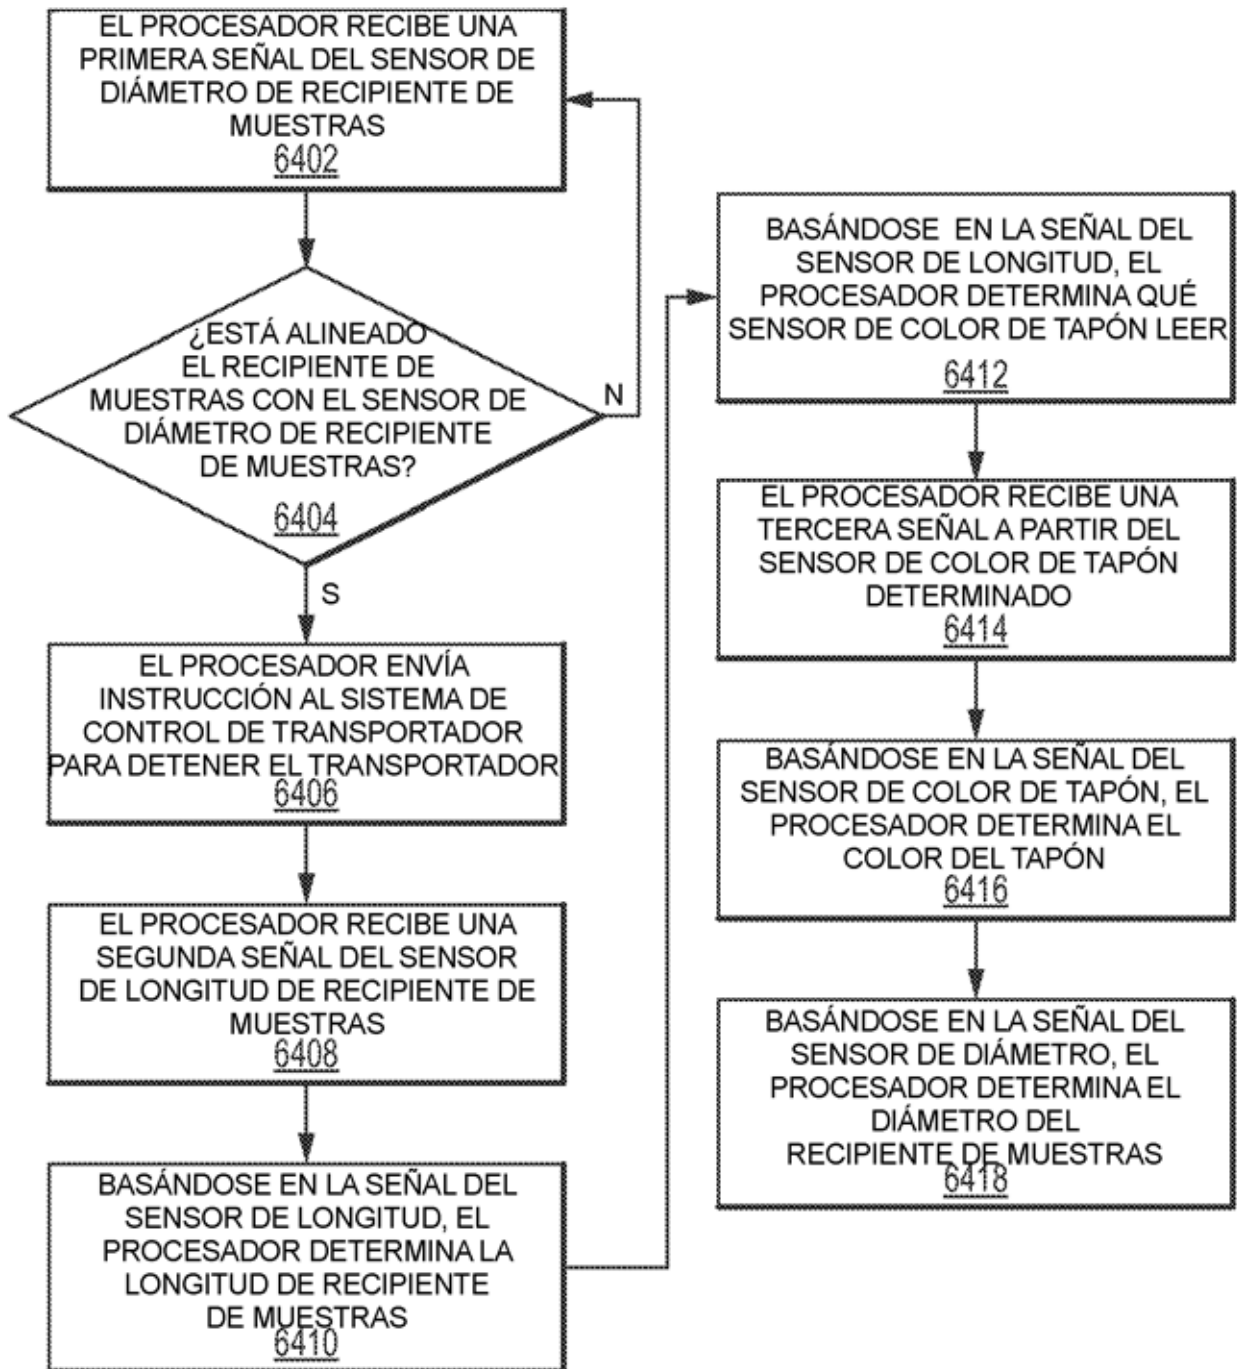 EL PROCESADOR RECIBE UNA
PRIMERA SEÑAL DEL SENSOR DE
DIÁMETRO DE RECIPIENTE DE
MUESTRAS
6402
¿ESTÁ ALINEADO
EL RECIPIENTE DE
MUESTRAS CON EL SENSOR DE
DIÁMETRO DE RECIPIENTE
DE MUESTRAS?
6404
N
S
EL PROCESADOR ENVÍA
INSTRUCCIÓN AL SISTEMA DE
CONTROL DE TRANSPORTADOR
PARA DETENER EL TRANSPORTADOR
6406
EL PROCESADOR RECIBE UNA
SEGUNDA SEÑAL DEL SENSOR
DE LONGITUD DE RECIPIENTE DE
MUESTRAS
6408
BASÁNDOSE EN LA SEÑAL DEL
SENSOR DE LONGITUD, EL
PROCESADOR DETERMINA LA
LONGITUD DE RECIPIENTE
DE MUESTRAS
6410
BASÁNDOSE EN LA SEÑAL DEL
SENSOR DE LONGITUD, EL
PROCESADOR DETERMINA QUÉ
SENSOR DE COLOR DE TAPÓN LEER
6412
EL PROCESADOR RECIBE UNA
TERCERA SEÑAL A PARTIR DEL
SENSOR DE COLOR DE TAPÓN
DETERMINADO
6414
BASÁNDOSE EN LA SEÑAL DEL
SENSOR DE COLOR DE TAPÓN, EL
PROCESADOR DETERMINA EL
COLOR DEL TAPÓN
6416
BASÁNDOSE EN LA SEÑAL DEL
SENSOR DE DIÁMETRO, EL
PROCESADOR DETERMINA EL
DIÁMETRO DEL
RECIPIENTE DE MUESTRAS
6418